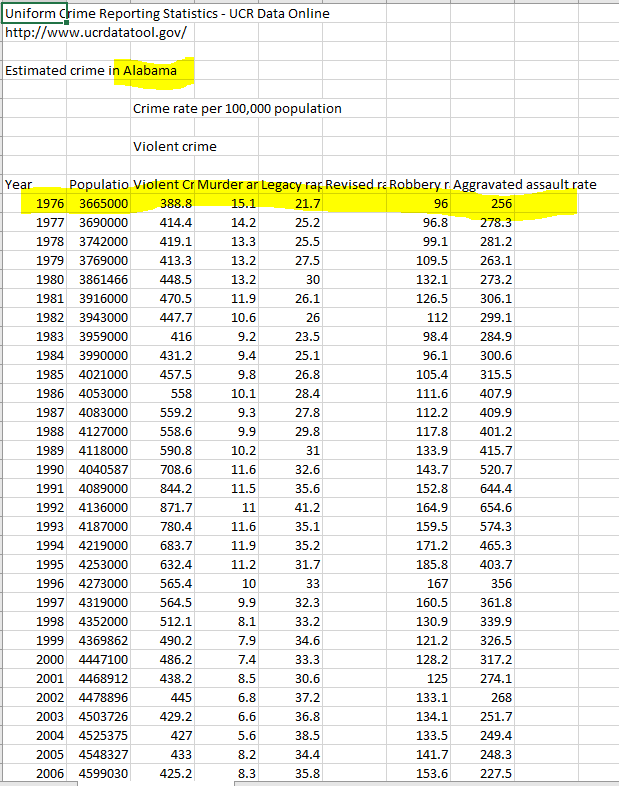 Uniform Crime Reporting Statistics - UCR Data Online
http://www.ucrdatatool.gov/
Estimated crime in Alabama
Crime rate per 100,000 population
Violent crime
Year Populatio Violent Cr Murder ar Legacy rap Revised ra Robbery r Aggravated assault rate
1976 3665000 388.8 15.1 21.7 96 256
1977 3690000 414.4 14.2 25.2 96.8 278.3
1978 3742000 419.1 13.3 25.5 99.1 281.2
1979 3769000 413.3 13.2 27.5 109.5 263.1
1980 3861466 448.5 13.2 30 132.1 273.2
1981 3916000 470.5 11.9 26.1 126.5 306.1
1982 3943000 447.7 10.6 26 112 299.1
1983 3959000 416 9.2 23.5 98.4 284.9
1984 3990000 431.2 9.4 25.1 96.1 300.6
1985 4021000 457.5 9.8 26.8 105.4 315.5
1986 4053000 558 10.1 28.4 111.6 407.9
1987 4083000 559.2 9.3 27.8 112.2 409.9
1988 4127000 558.6 9.9 29.8 117.8 401.2
1989 4118000 590.8 10.2 31 133.9 415.7
1990 4040587 708.6 11.6 32.6 143.7 520.7
1991 4089000 844.2 11.5 35.6 152.8 644.4
1992 4136000 871.7 11 41.2 164.9 654.6
1993 4187000 780.4 11.6 35.1 159.5 574.3
1994 4219000 683.7 11.9 35.2 171.2 465.3
1995 4253000 632.4 11.2 31.7 185.8 403.7
1996 4273000 565.4 10 33 167 356
1997 4319000 564.5 9.9 32.3 160.5 361.8
1998 4352000 512.1 8.1 33.2 130.9 339.9
1999 4369862 490.2 7.9 34.6 121.2 326.5
2000 4447100 486.2 7.4 33.3 128.2 317.2
2001 4468912 438.2 8.5 30.6 125 274.1
2002 4478896 445 6.8 37.2 133.1 268
2003 4503726 429.2 6.6 36.8 134.1 251.7
2004 4525375 427 5.6 38.5 133.5 249.4
2005 4548327 433 8.2 34.4 141.7 248.3
2006 4599030 425.2 8.3 35.8 153.6 227.5